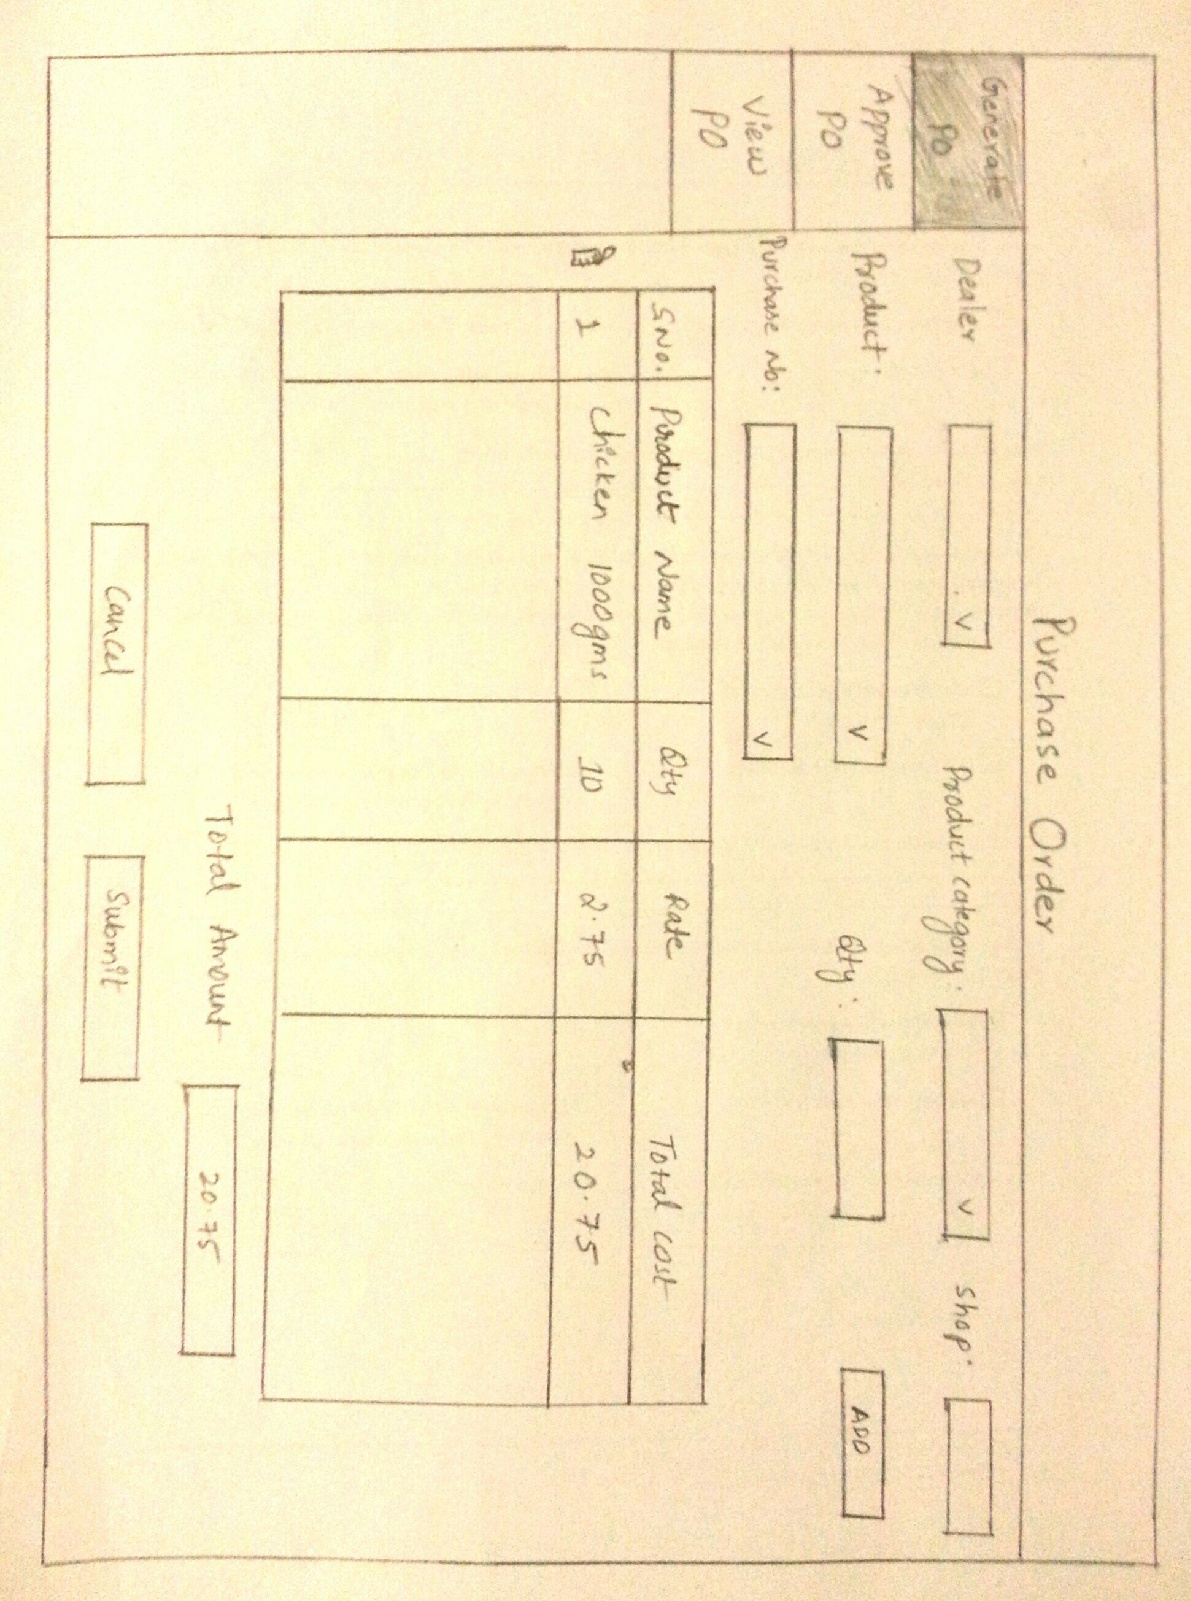 Purchase Order
Generate
PO
Approve
PO
View
PO
Dealer v Product category: v Shop:
Product: v Qty: ADD
Purchase No: v
S No. Product Name Qty Rate Total cost
1 Chicken 1000gms 10 2.75 20.75
Total Amount 20.75
Cancel Submit